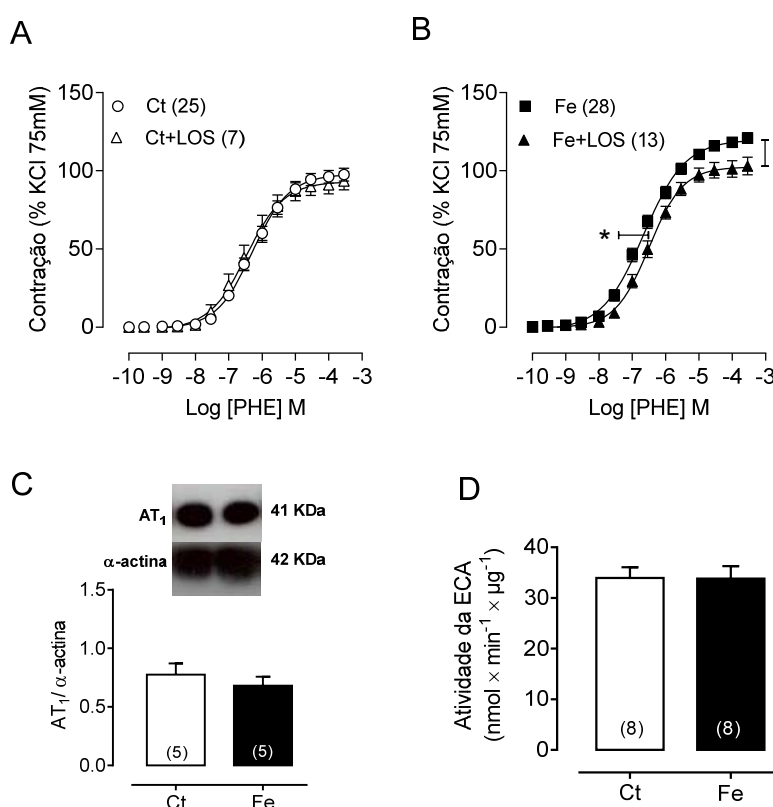 A
Contração (% KCl 75mM)
150
100
50
0
Ct (25)
Ct+LOS (7)
-10 -9 -8 -7 -6 -5 -4 -3
Log [PHE] M
B
Contração (% KCl 75mM)
150
100
50
0
Fe (28)
Fe+LOS (13)
*
-10 -9 -8 -7 -6 -5 -4 -3
Log [PHE] M
C
AT1 41 KDa
α-actina 42 KDa
AT1/α-actina
1.5
1.0
0.5
0.0
(5) (5)
Ct Fe
D
Atividade da ECA
(nmol × min-1 × µg-1)
40
30
20
10
0
(8) (8)
Ct Fe